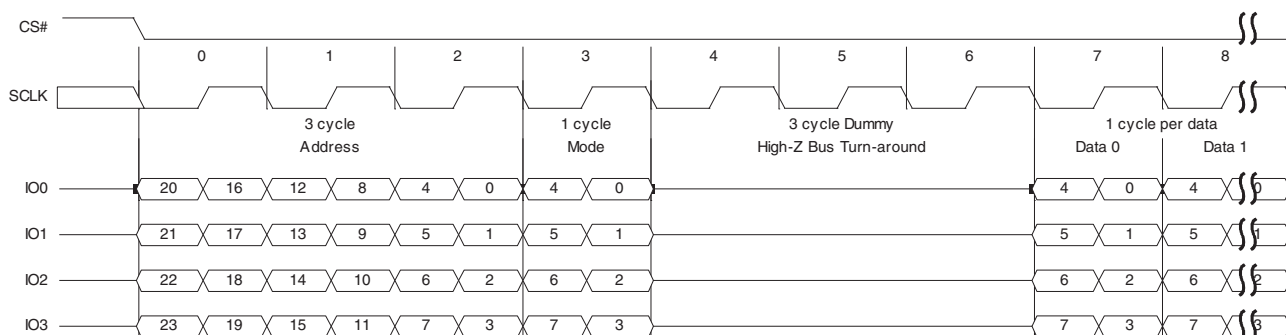 CS#
0 1 2 3 4 5 6 7 8
SCLK
3 cycle 1 cycle 3 cycle Dummy 1 cycle per data
Address Mode High-Z Bus Turn-around Data 0 Data 1
IO0 20 16 12 8 4 0 4 0 4 0 4 0
IO1 21 17 13 9 5 1 5 1 5 1 5 1
IO2 22 18 14 10 6 2 6 2 6 2 6 2
IO3 23 19 15 11 7 3 7 3 7 3 7 3